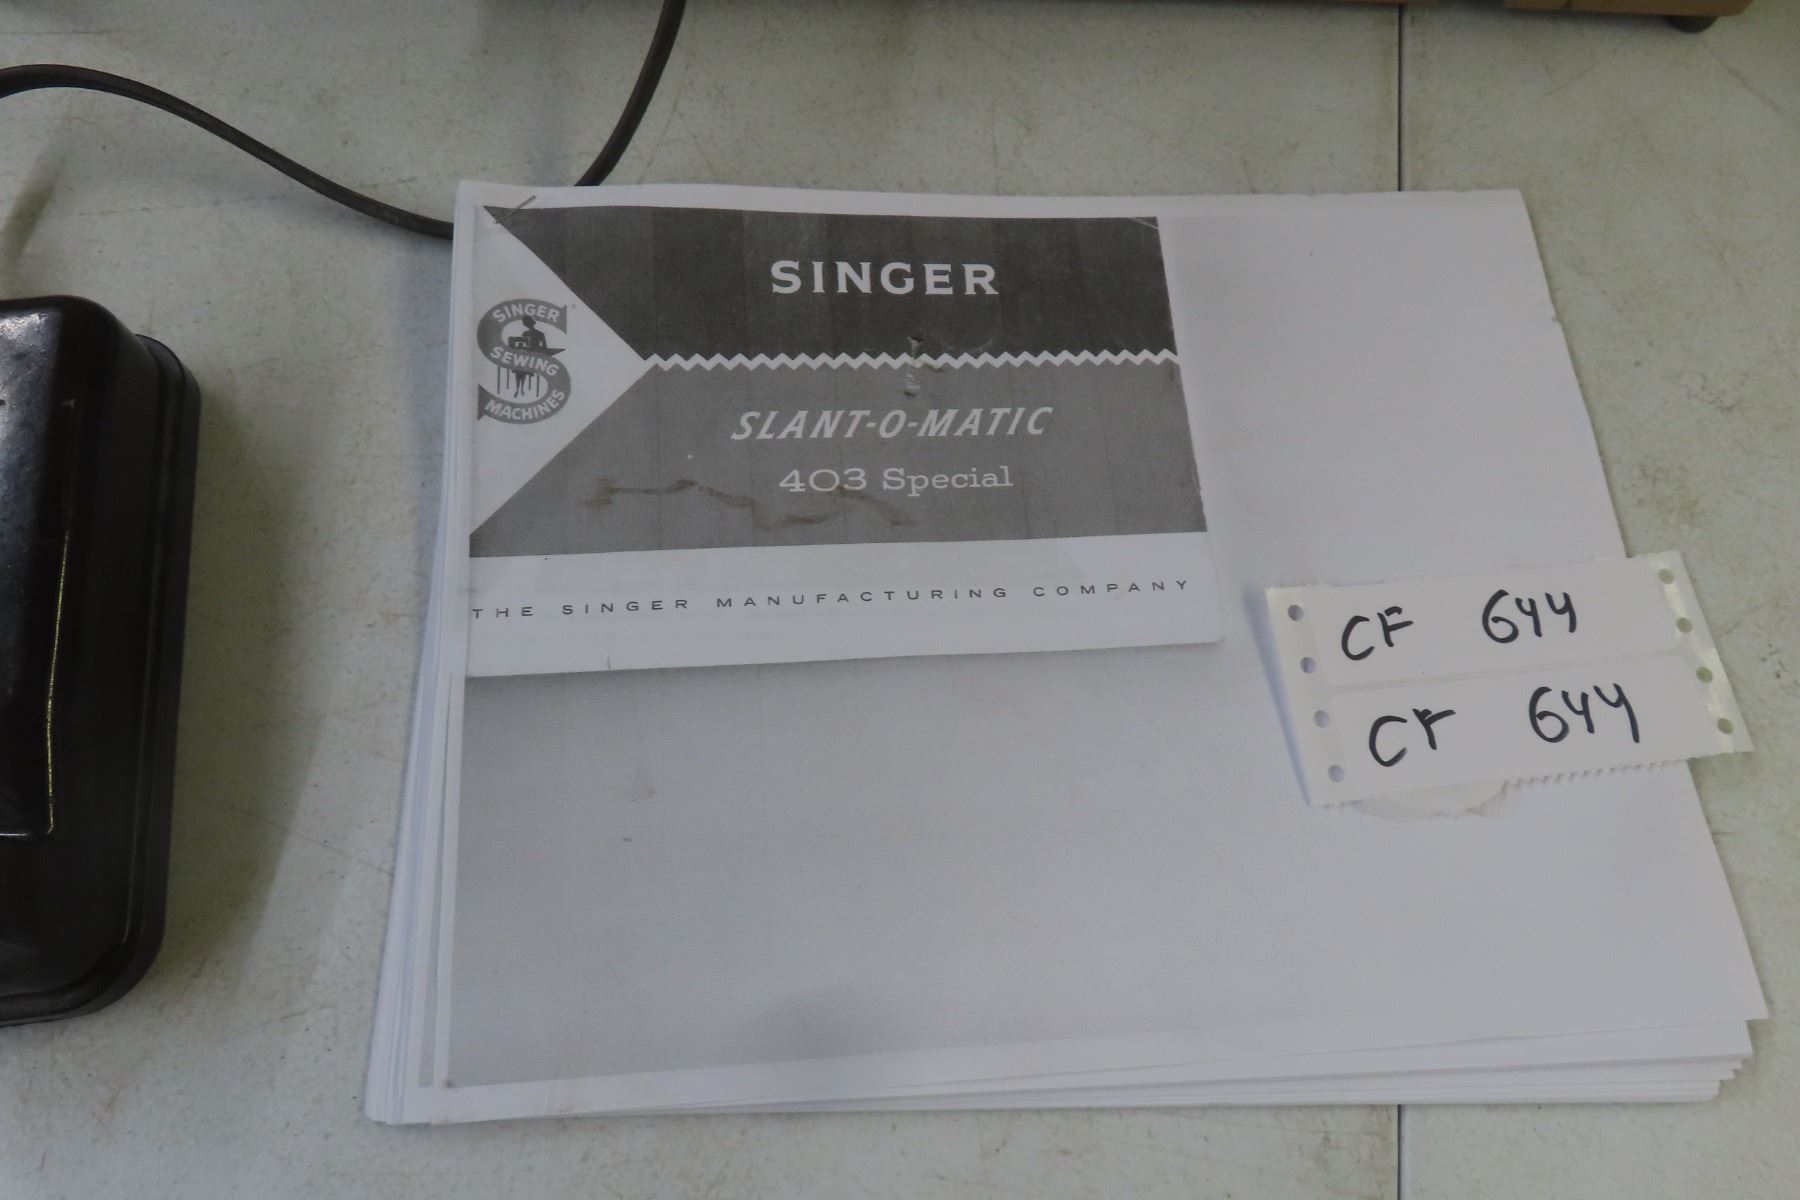 SINGER
SINGER
SEWING
MACHINES
SLANT-O-MATIC
403 Special
THE SINGER MANUFACTURING COMPANY
CF 644
CF 644